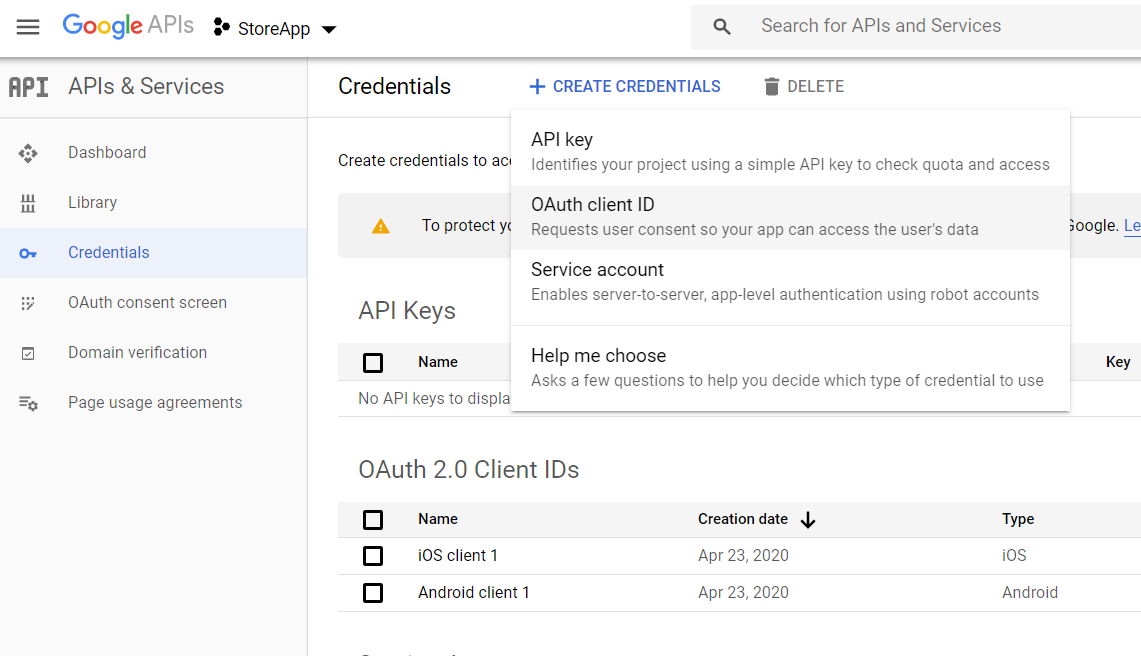 Google APIs
StoreApp
Search for APIs and Services
API APIs & Services
Dashboard
Library
Credentials
OAuth consent screen
Domain verification
Page usage agreements
Credentials
CREATE CREDENTIALS
DELETE
Create credentials to acc
API key
Identifies your project using a simple API key to check quota and access
OAuth client ID
Requests user consent so your app can access the user's data
Service account
Enables server-to-server, app-level authentication using robot accounts
Help me choose
Asks a few questions to help you decide which type of credential to use
To protect yo
Google. Le
API Keys
Name
Key
No API keys to displa
OAuth 2.0 Client IDs
Name Creation date Type
iOS client 1 Apr 23, 2020 iOS
Android client 1 Apr 23, 2020 Android